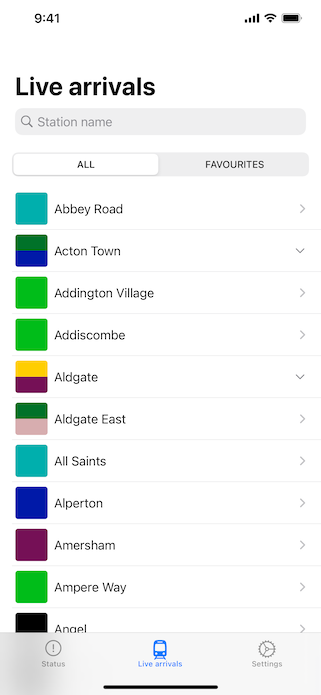 9:41
Live arrivals
Station name
ALL FAVOURITES
Abbey Road
Acton Town
Addington Village
Addiscombe
Aldgate
Aldgate East
All Saints
Alperton
Amersham
Ampere Way
Angel
Status Live arrivals Settings